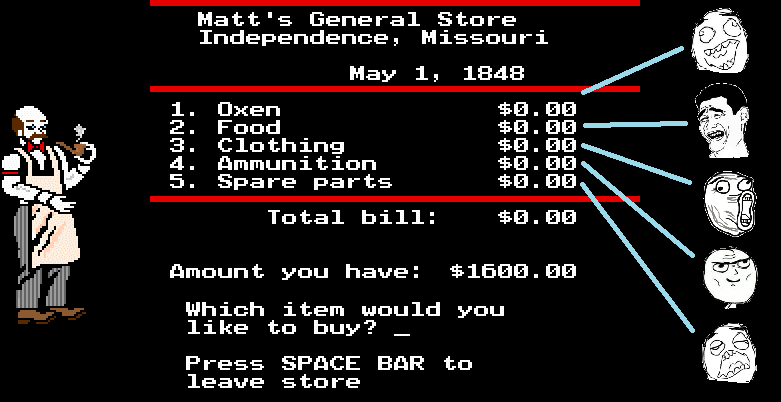 Matt's General Store
Independence, Missouri
May 1, 1848
1. Oxen $0.00
2. Food $0.00
3. Clothing $0.00
4. Ammunition $0.00
5. Spare parts $0.00
Total bill: $0.00
Amount you have: $1600.00
Which item would you
like to buy? _
Press SPACE BAR to
leave store